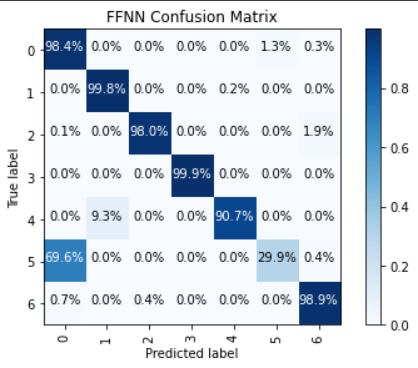 FFNN Confusion Matrix
0 98.4% 0.0% 0.0% 0.0% 0.0% 1.3% 0.3%
1 0.0% 99.8% 0.0% 0.0% 0.2% 0.0% 0.0%
2 0.1% 0.0% 98.0% 0.0% 0.0% 0.0% 1.9%
3 0.0% 0.0% 0.0% 99.9% 0.0% 0.0% 0.0%
4 0.0% 9.3% 0.0% 0.0% 90.7% 0.0% 0.0%
5 69.6% 0.0% 0.0% 0.0% 0.0% 29.9% 0.4%
6 0.7% 0.0% 0.4% 0.0% 0.0% 0.0% 98.9%
0 1 2 3 4 5 6
True label
Predicted label
0.8
0.6
0.4
0.2
0.0